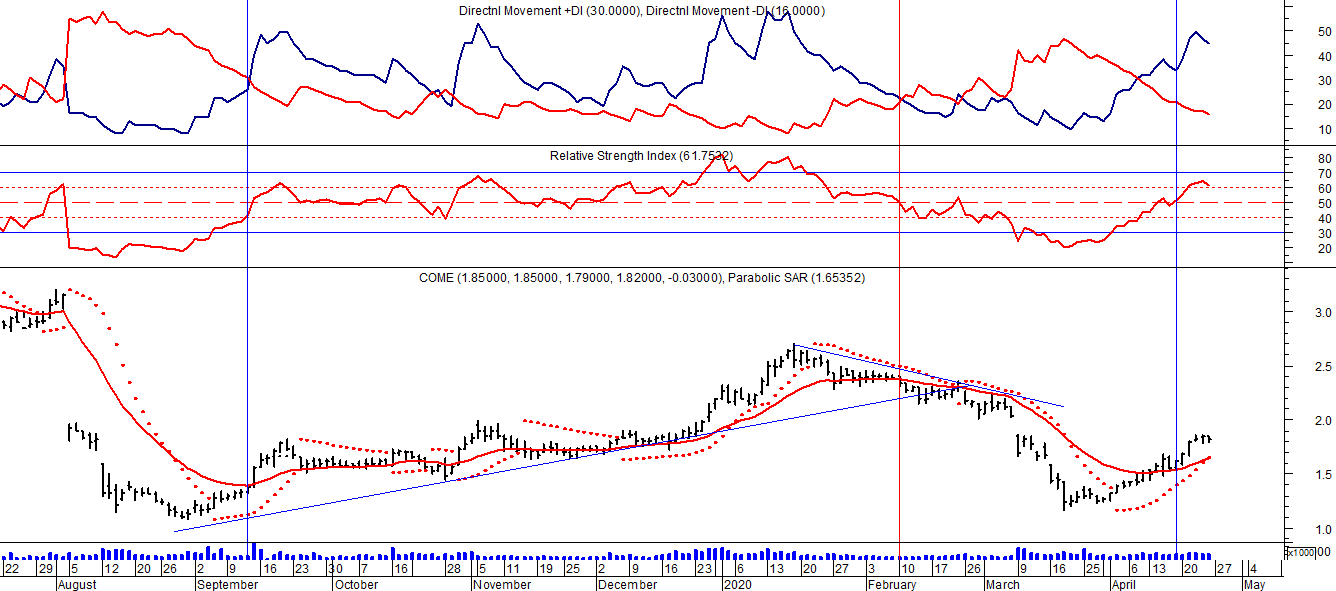 Directnl Movement +DI (30.0000), Directnl Movement -DI (16.0000)
50
40
30
20
10
Relative Strength Index (61.7532)
80
70
60
50
40
30
20
COME (1.85000, 1.85000, 1.79000, 1.82000, -0.03000), Parabolic SAR (1.65352)
3.0
2.5
2.0
1.5
1.0
x100000
22 29 5 12 20 26 2 9 16 23 30 7 16 28 5 11 19 25 2 9 16 23 6 13 20 27 3 10 17 26 9 16 25 6 13 20 27 4
August September October November December 2020 February March April May